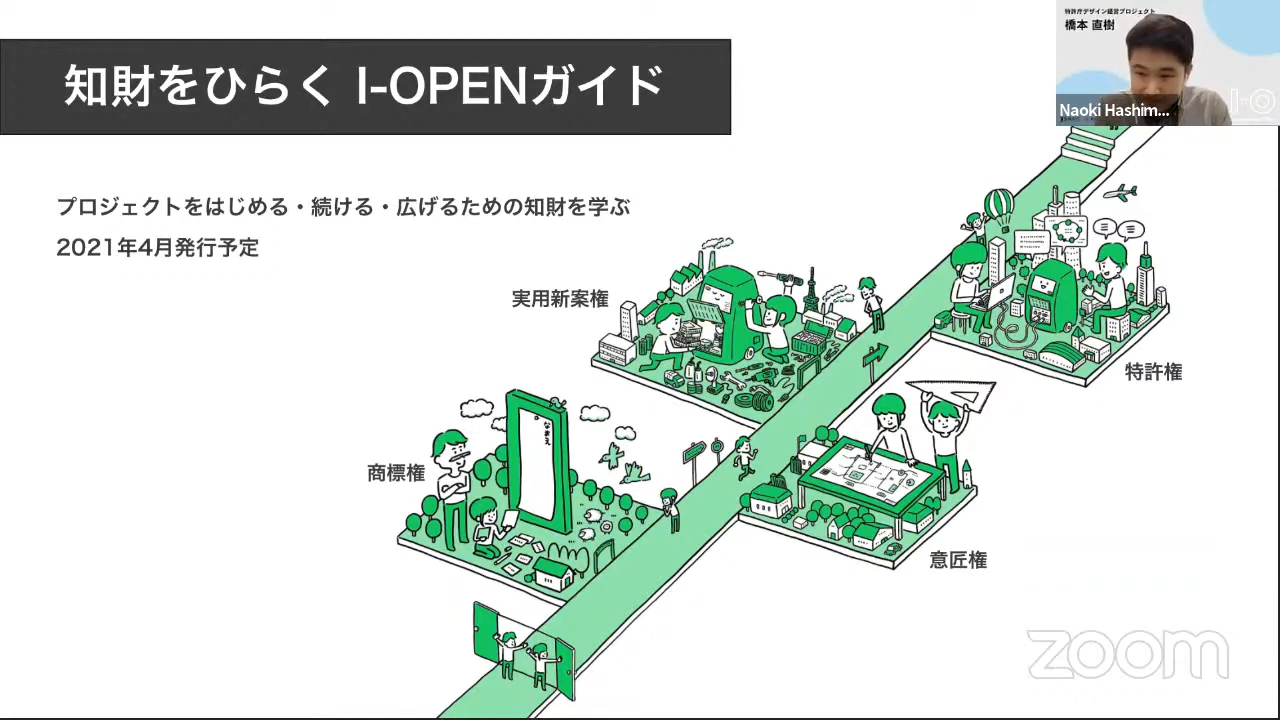 知財をひらく I-OPENガイド
特許庁デザイン経営プロジェクト
橋本 直樹
Naoki Hashim...
プロジェクトをはじめる・続ける・広げるための知財を学ぶ
2021年4月発行予定
実用新案権
特許権
なまえ
商標権
意匠権
zoom